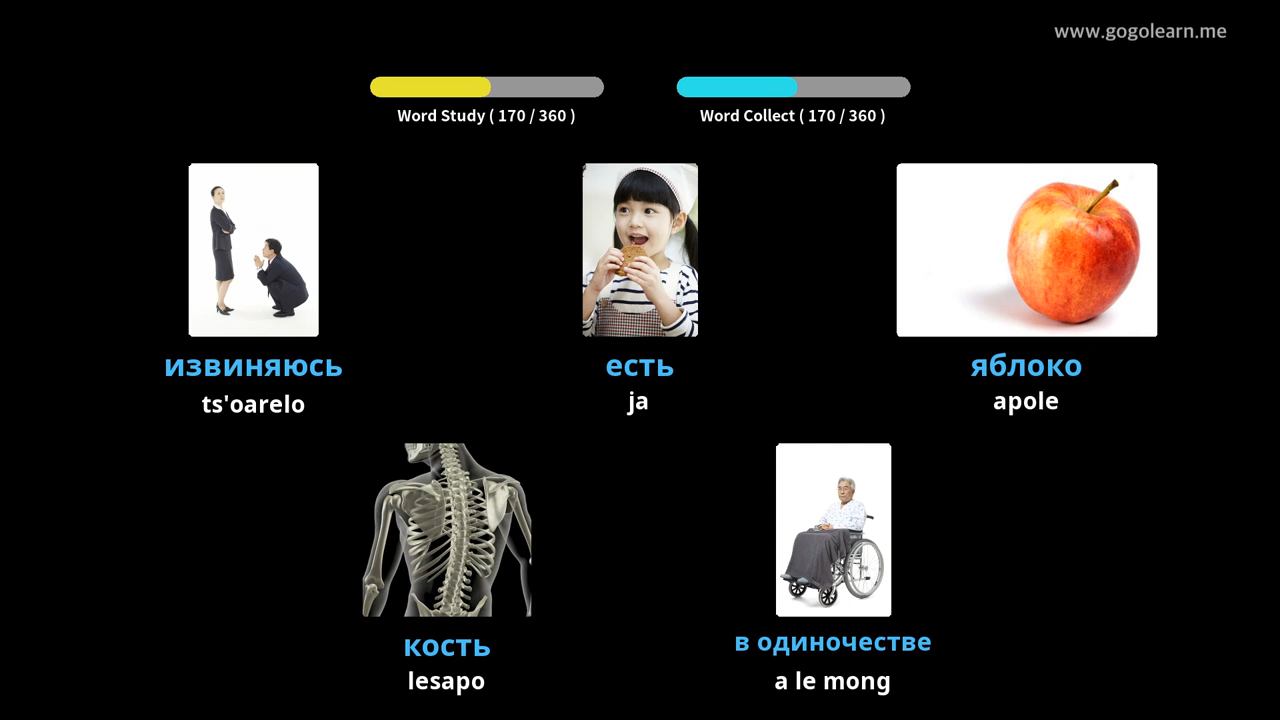 www.gogolearn.me
Word Study ( 170 / 360 )
Word Collect ( 170 / 360 )
извиняюсь
ts'oarelo
есть
ja
яблоко
apole
кость
lesapo
в одиночестве
a le mong